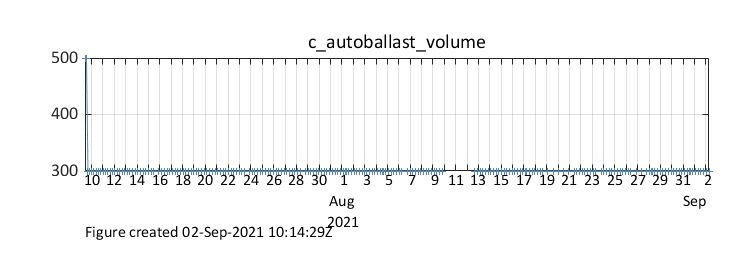 c_autoballast_volume
500
400
300
10 12 14 16 18 20 22 24 26 28 30 1 3 5 7 9 11 13 15 17 19 21 23 25 27 29 31 2
Aug Sep
2021
Figure created 02-Sep-2021 10:14:29Z